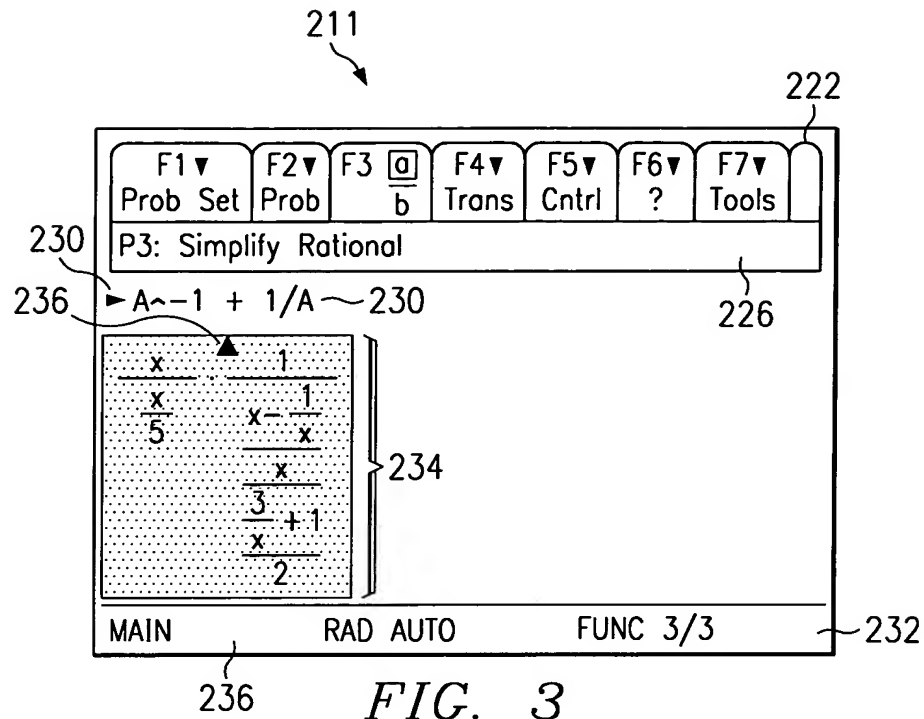 211
222
F1▼ F2▼ F3 a F4▼ F5▼ F6▼ F7▼
Prob Set Prob b Trans Cntrl ? Tools
P3: Simplify Rational
230
226
►A^-1 + 1/A 230
236
x · 1
x
5
x- 1
x
x
3
x
+ 1
2
234
MAIN RAD AUTO FUNC 3/3
232
236
FIG. 3